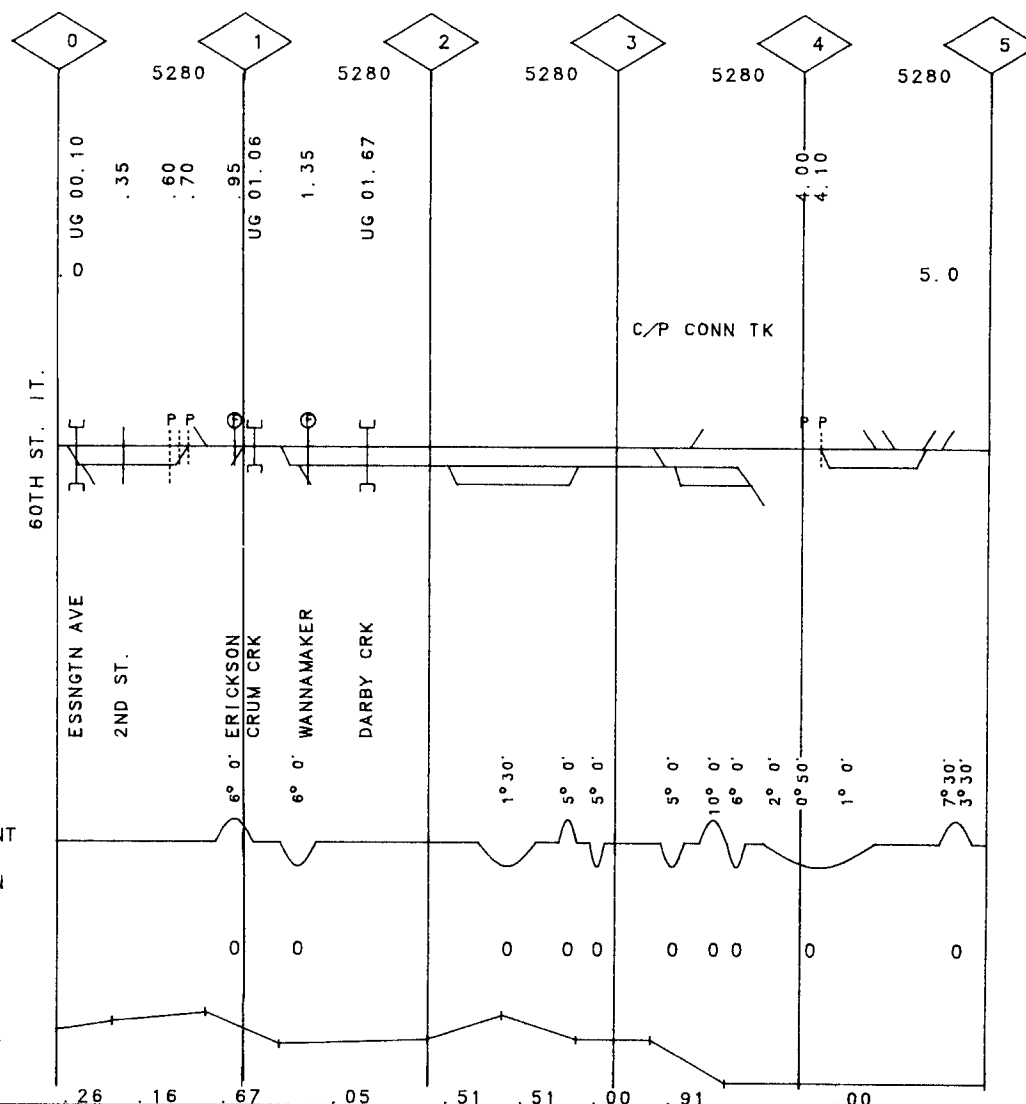 0 1 2 3 4 5
5280 5280 5280 5280 5280
UG 00.10
.35
.60
.70
.95
UG 01.06
1.35
UG 01.67
4.00
4.10
.0
5.0
C/P CONN TK
60TH ST. IT.
P P P P
ESSNGTN AVE
2ND ST.
ERICKSON
CRUM CRK
WANNAMAKER
DARBY CRK
6° 0' 6° 0' 1°30' 5° 0' 5° 0' 5° 0' 10° 0' 6° 0' 2° 0' 0°50' 1° 0' 7°30' 3°30'
NT
N
0 0 0 0 0 0 0 0 0 0
.26 .16 .67 .05 .51 .51 .00 .91 .00